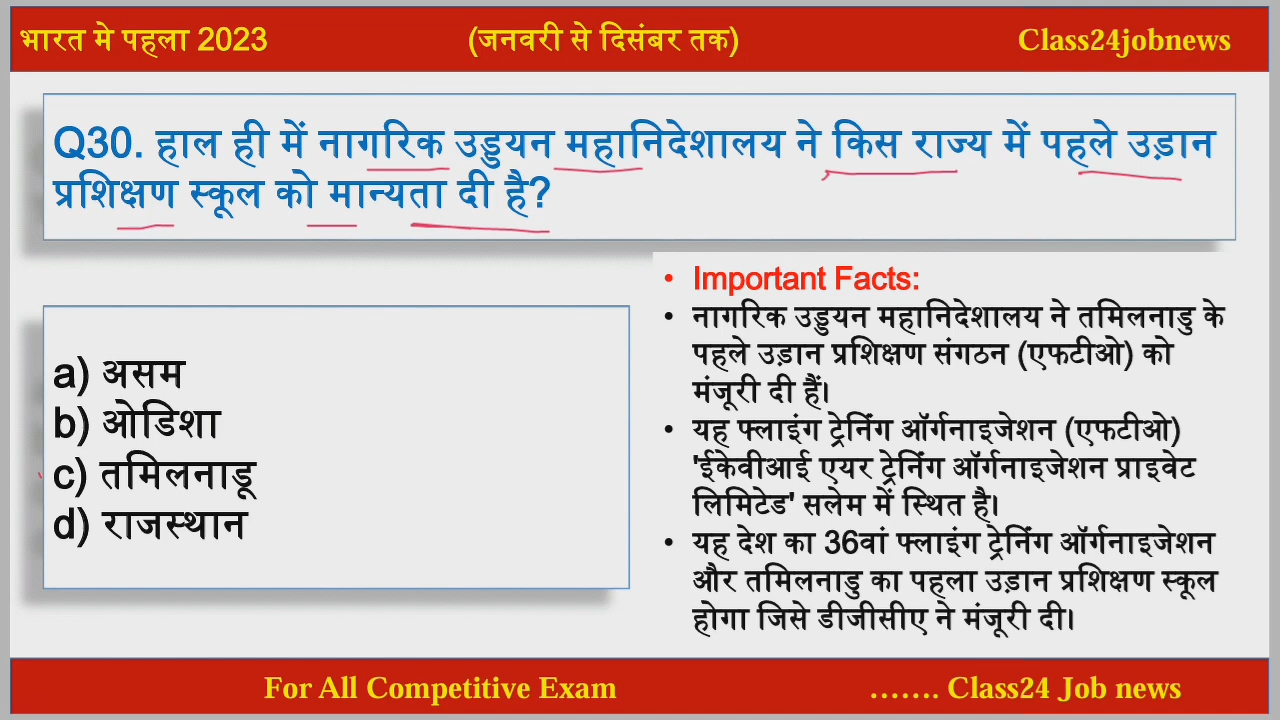 भारत मे पहला 2023 (जनवरी से दिसंबर तक) Class24jobnews
Q30. हाल ही में नागरिक उड्डयन महानिदेशालय ने किस राज्य में पहले उड़ान
प्रशिक्षण स्कूल को मान्यता दी है?
a) असम
b) ओडिशा
c) तमिलनाडू
d) राजस्थान
• Important Facts:
• नागरिक उड्डयन महानिदेशालय ने तमिलनाडु के
पहले उड़ान प्रशिक्षण संगठन (एफटीओ) को
मंजूरी दी हैं।
• यह फ्लाइंग ट्रेनिंग ऑर्गनाइजेशन (एफटीओ)
'ईकेवीआई एयर ट्रेनिंग ऑर्गनाइजेशन प्राइवेट
लिमिटेड' सलेम में स्थित है।
• यह देश का 36वां फ्लाइंग ट्रेनिंग ऑर्गनाइजेशन
और तमिलनाडु का पहला उड़ान प्रशिक्षण स्कूल
होगा जिसे डीजीसीए ने मंजूरी दी।
For All Competitive Exam ....... Class24 Job news